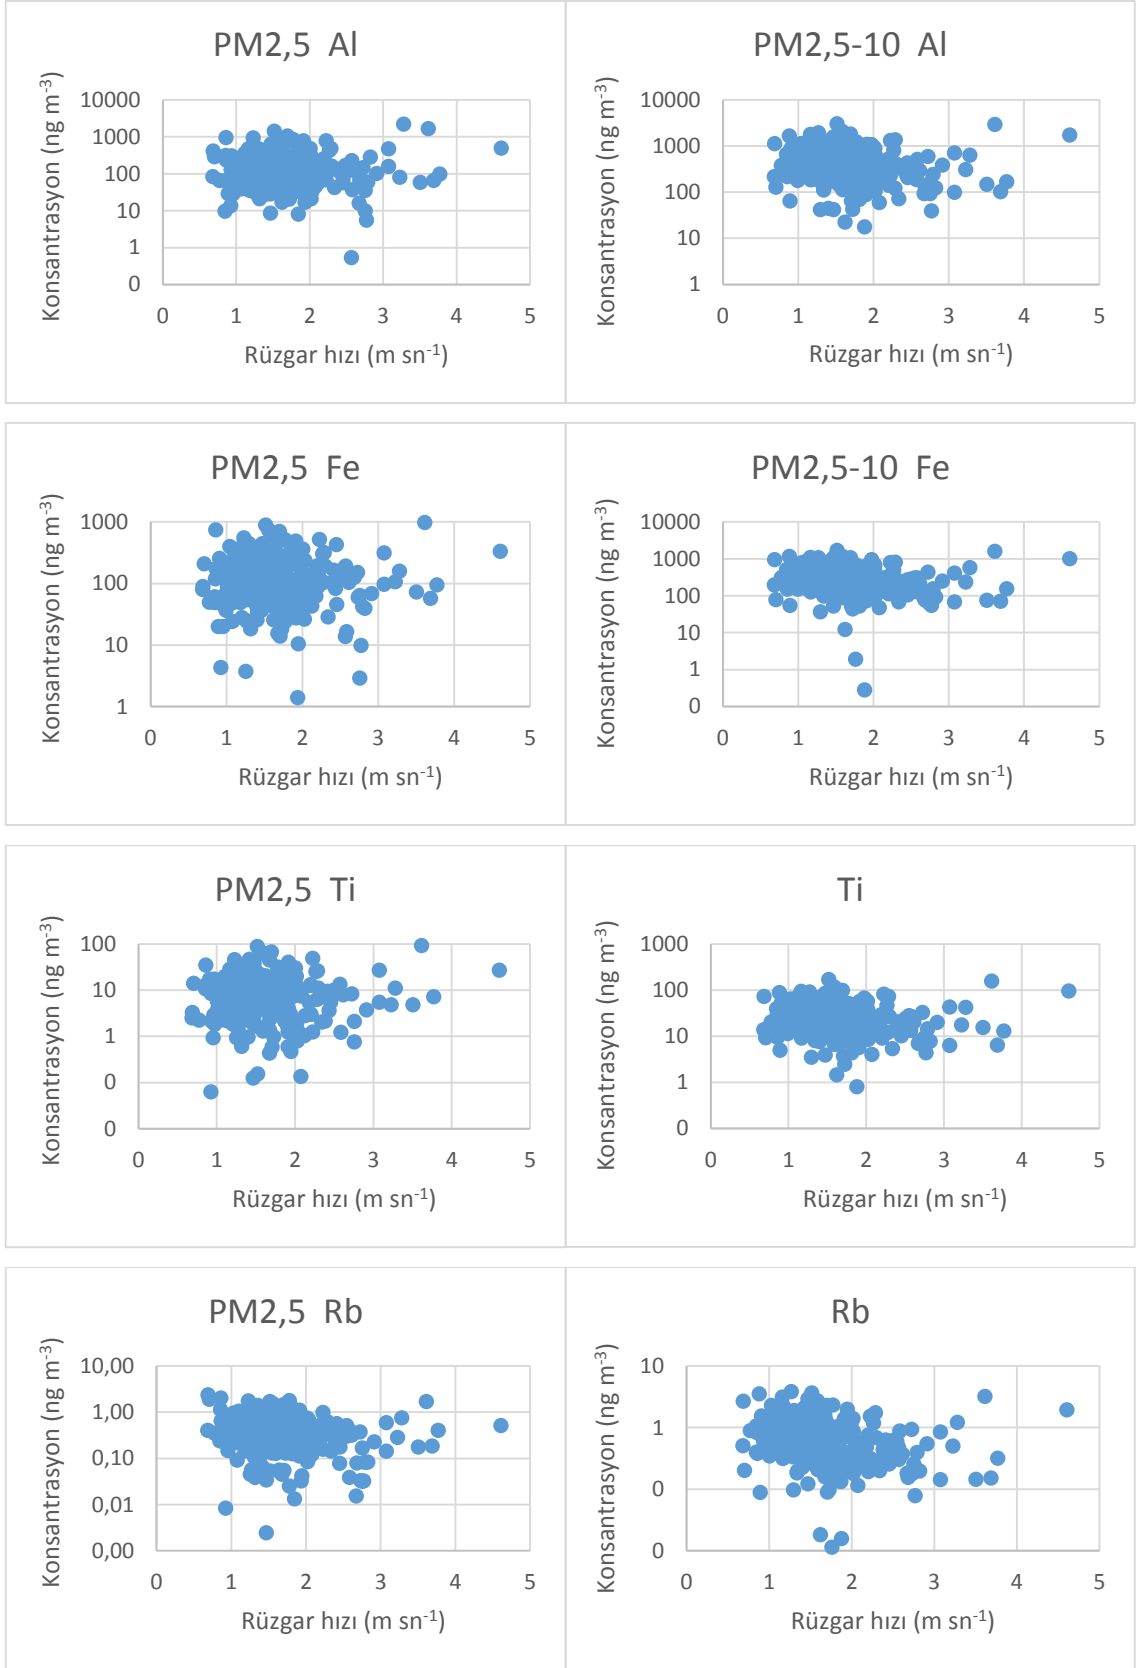 PM2,5 Al
Konsantrasyon (ng m⁻³)
10000
1000
100
10
1
0
0 1 2 3 4 5
Rüzgar hızı (m sn⁻¹)
PM2,5-10 Al
Konsantrasyon (ng m⁻³)
10000
1000
100
10
1
0 1 2 3 4 5
Rüzgar hızı (m sn⁻¹)
PM2,5 Fe
Konsantrasyon (ng m⁻³)
1000
100
10
1
0 1 2 3 4 5
Rüzgar hızı (m sn⁻¹)
PM2,5-10 Fe
Konsantrasyon (ng m⁻³)
10000
1000
100
10
1
0
0 1 2 3 4 5
Rüzgar hızı (m sn⁻¹)
PM2,5 Ti
Konsantrasyon (ng m⁻³)
100
10
1
0
0
0 1 2 3 4 5
Rüzgar hızı (m sn⁻¹)
Ti
Konsantrasyon (ng m⁻³)
1000
100
10
1
0
0 1 2 3 4 5
Rüzgar hızı (m sn⁻¹)
PM2,5 Rb
Konsantrasyon (ng m⁻³)
10,00
1,00
0,10
0,01
0,00
0 1 2 3 4 5
Rüzgar hızı (m sn⁻¹)
Rb
Konsantrasyon (ng m⁻³)
10
1
0
0
0 1 2 3 4 5
Rüzgar hızı (m sn⁻¹)